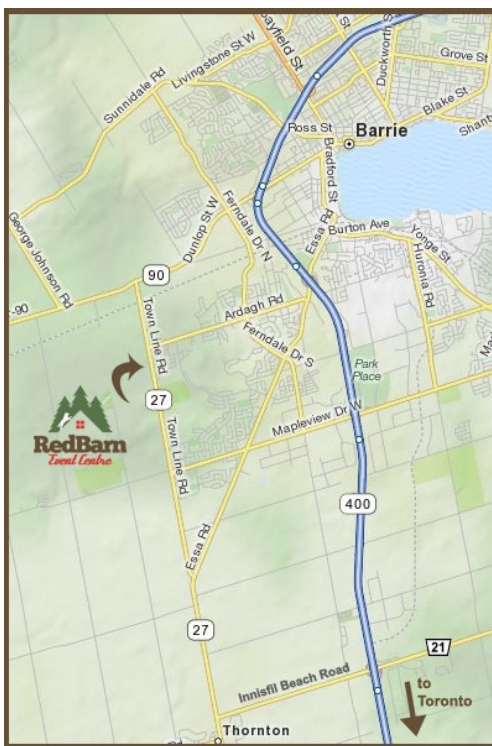 Bayfield St
Duckworth St
Livingstone St W
Grove St
Sunnidale Rd
Blake St
Ross St
Barrie
Bradford St
Ferndale Dr N
Dunlop St W
Essa Rd
Burton Ave
Yonge St
Huronia Rd
George Johnson Rd
90
-90
Town Line Rd
Ardagh Rd
Ferndale Dr S
Park
Place
27
RedBarn
Event Centre
Town Line Rd
Mapleview Dr W
400
Essa Rd
27
21
Innisfil Beach Road
to
Toronto
Thornton